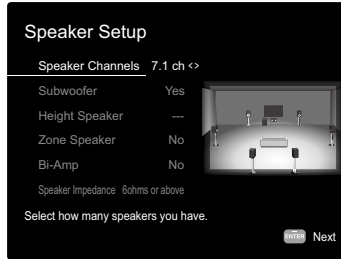 Speaker Setup
Speaker Channels 7.1 ch <>
Subwoofer Yes
Height Speaker ---
Zone Speaker No
Bi-Amp No
Speaker Impedance 6ohms or above
Select how many speakers you have.
ENTER Next